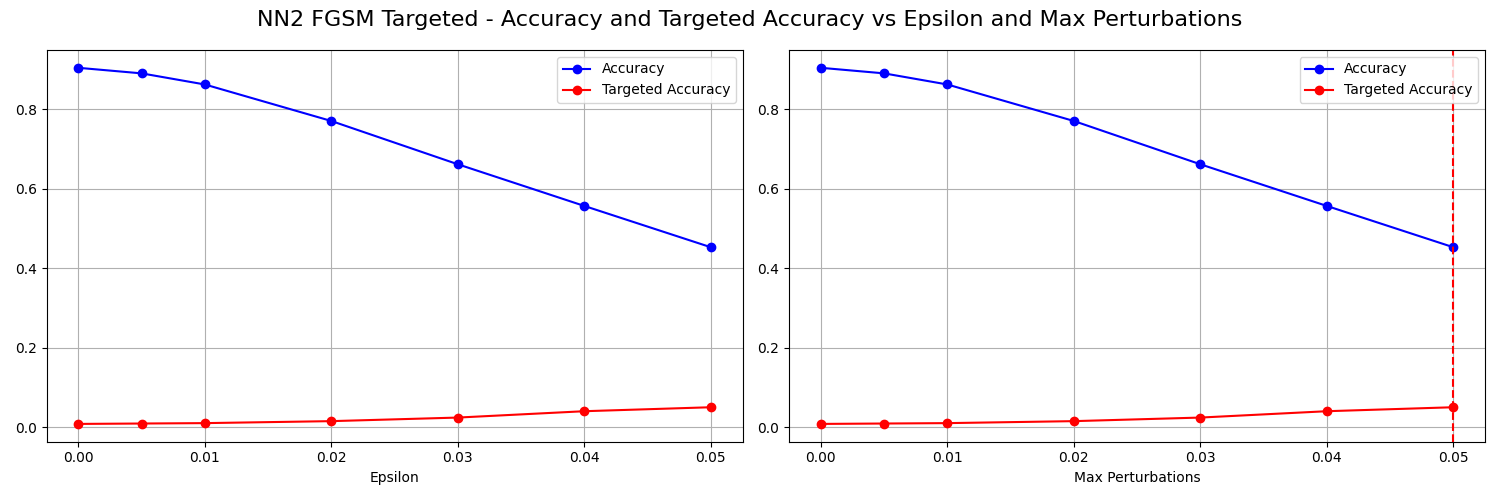 NN2 FGSM Targeted - Accuracy and Targeted Accuracy vs Epsilon and Max Perturbations
Accuracy
Targeted Accuracy
0.8
0.6
0.4
0.2
0.0
0.00 0.01 0.02 0.03 0.04 0.05
Epsilon
Accuracy
Targeted Accuracy
0.8
0.6
0.4
0.2
0.0
0.00 0.01 0.02 0.03 0.04 0.05
Max Perturbations